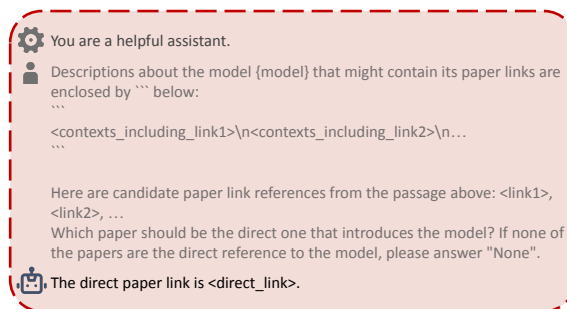 You are a helpful assistant.
Descriptions about the model {model} that might contain its paper links are
enclosed by ``` below:
```
<contexts_including_link1>\n<contexts_including_link2>\n…
```
Here are candidate paper link references from the passage above: <link1>,
<link2>, …
Which paper should be the direct one that introduces the model? If none of
the papers are the direct reference to the model, please answer "None".
The direct paper link is <direct_link>.